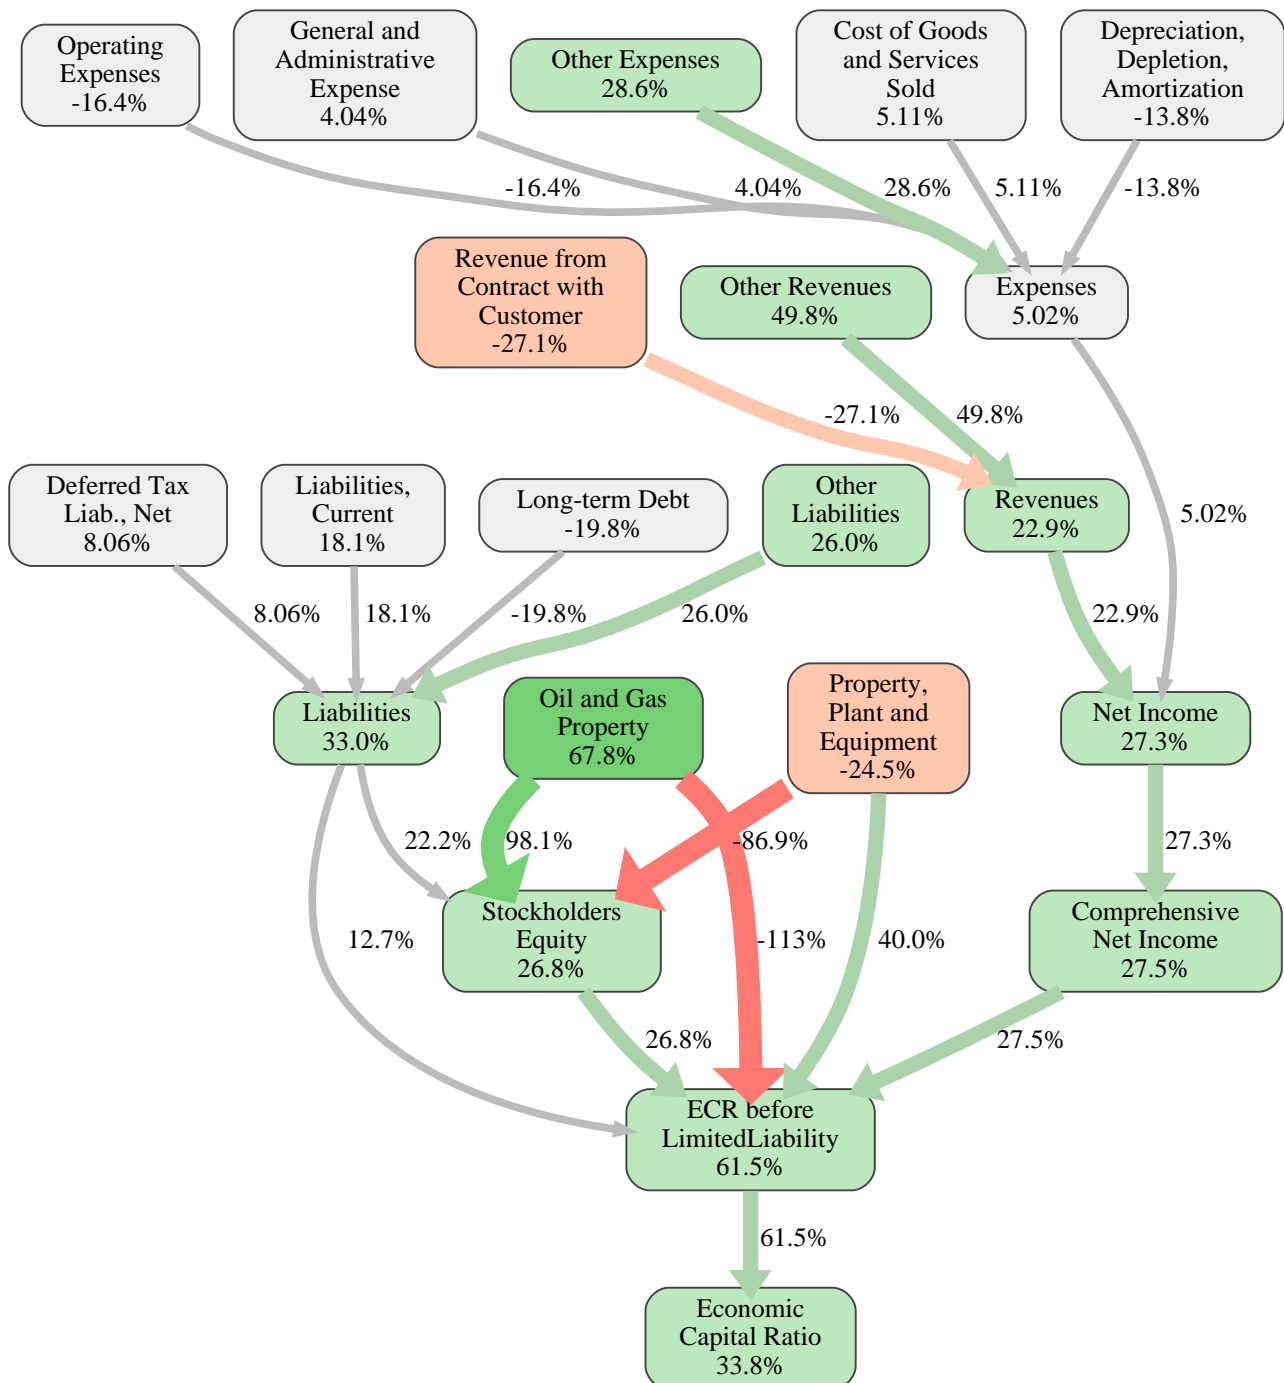 Operating
Expenses
-16.4%
General and
Administrative
Expense
4.04%
Other Expenses
28.6%
Cost of Goods
and Services
Sold
5.11%
Depreciation,
Depletion,
Amortization
-13.8%
-16.4%
4.04%
28.6%
5.11%
-13.8%
Revenue from
Contract with
Customer
-27.1%
Other Revenues
49.8%
Expenses
5.02%
-27.1%
49.8%
5.02%
Deferred Tax
Liab., Net
8.06%
Liabilities,
Current
18.1%
Long-term Debt
-19.8%
Other
Liabilities
26.0%
Revenues
22.9%
8.06%
18.1%
-19.8%
26.0%
22.9%
Liabilities
33.0%
Oil and Gas
Property
67.8%
Property,
Plant and
Equipment
-24.5%
Net Income
27.3%
22.2%
98.1%
-86.9%
27.3%
12.7%
Stockholders
Equity
26.8%
-113%
40.0%
Comprehensive
Net Income
27.5%
26.8%
27.5%
ECR before
LimitedLiability
61.5%
61.5%
Economic
Capital Ratio
33.8%